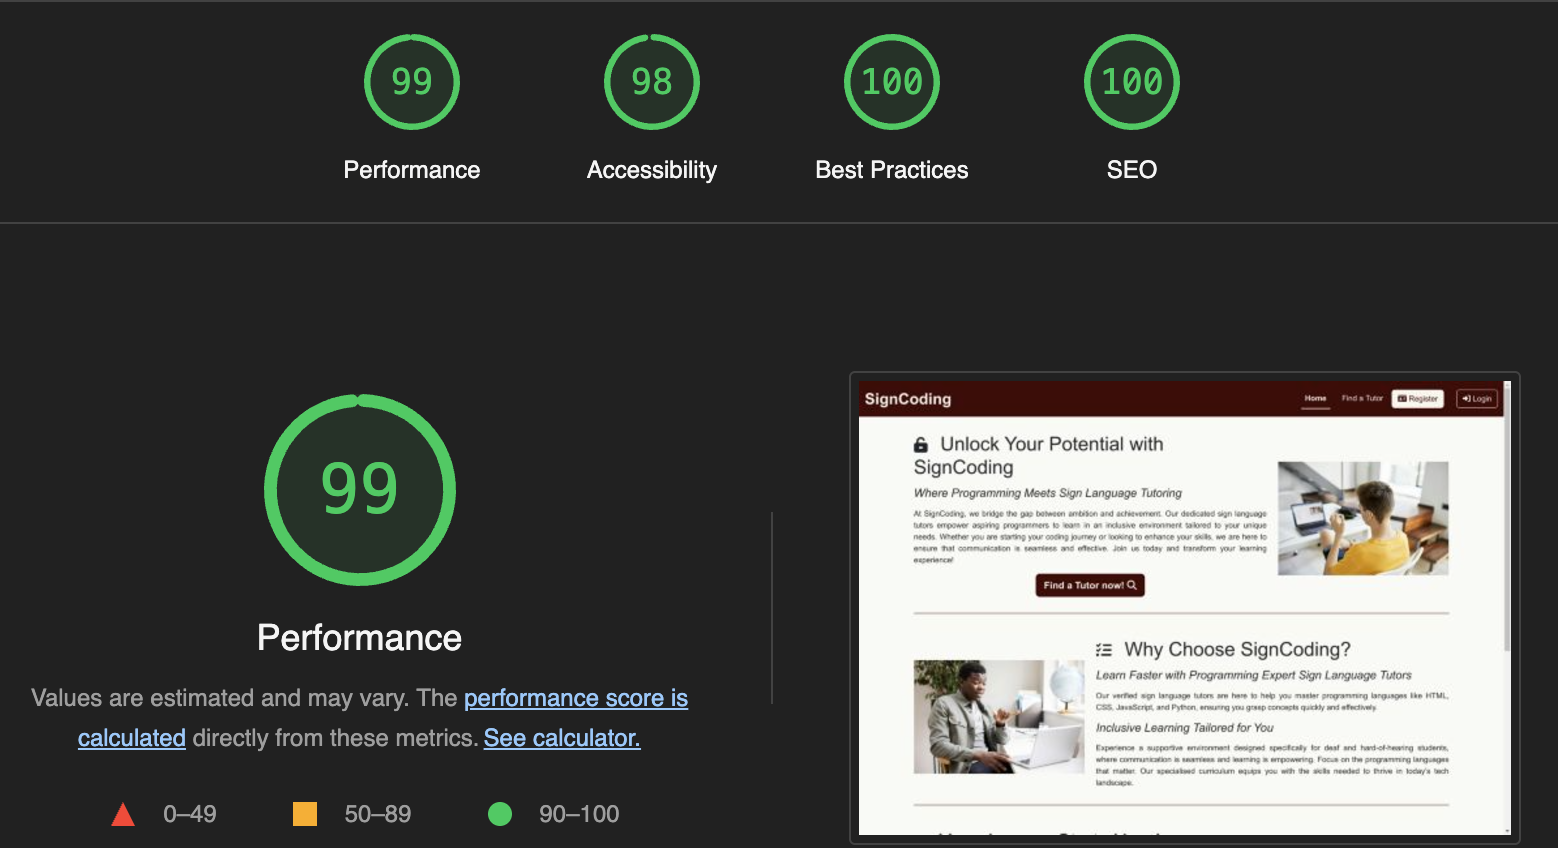 99
98
100
100
Performance
Accessibility
Best Practices
SEO
99
Performance
Values are estimated and may vary. The performance score is
calculated directly from these metrics. See calculator.
0–49
50–89
90–100
SignCoding
Home
Find a Tutor
Register
Login
Unlock Your Potential with
SignCoding
Where Programming Meets Sign Language Tutoring
At SignCoding, we bridge the gap between ambition and achievement. Our dedicated sign language
tutors empower aspiring programmers to learn in an inclusive environment tailored to your unique
needs. Whether you are starting your coding journey or looking to enhance your skills, we are here to
ensure that communication is seamless and effective. Join us today and transform your learning
experience!
Find a Tutor now!
Why Choose SignCoding?
Learn Faster with Programming Expert Sign Language Tutors
Our verified sign language tutors are here to help you master programming languages like HTML,
CSS, JavaScript, and Python, ensuring you grasp concepts quickly and effectively.
Inclusive Learning Tailored for You
Experience a supportive environment designed specifically for deaf and hard-of-hearing students,
where communication is seamless and learning is empowering. Focus on the programming languages
that matter. Our specialised curriculum equips you with the skills needed to thrive in today's tech
landscape.